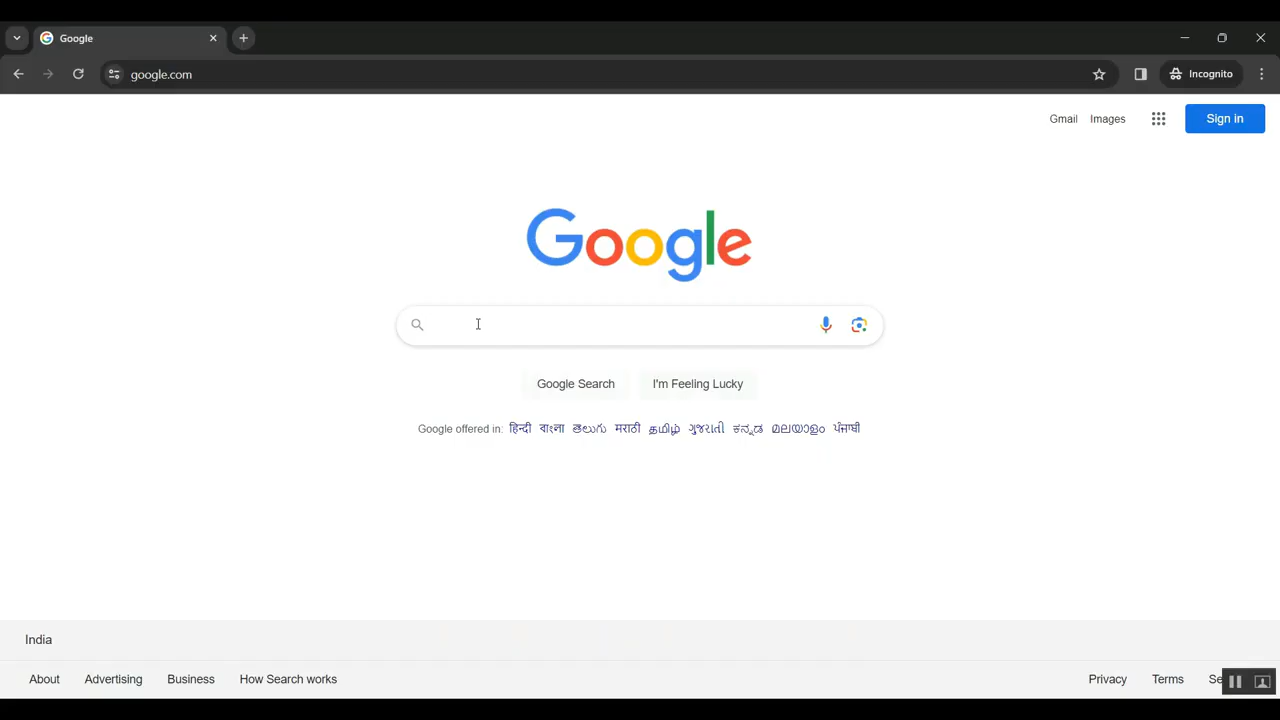 Google
google.com
Incognito
Gmail Images Sign in
Google
Google Search I'm Feeling Lucky
Google offered in: हिन्दी বাংলা తెలుగు मराठी தமிழ் ગુજરાતી ಕನ್ನಡ മലയാളം ਪੰਜਾਬੀ
India
About Advertising Business How Search works Privacy Terms Se